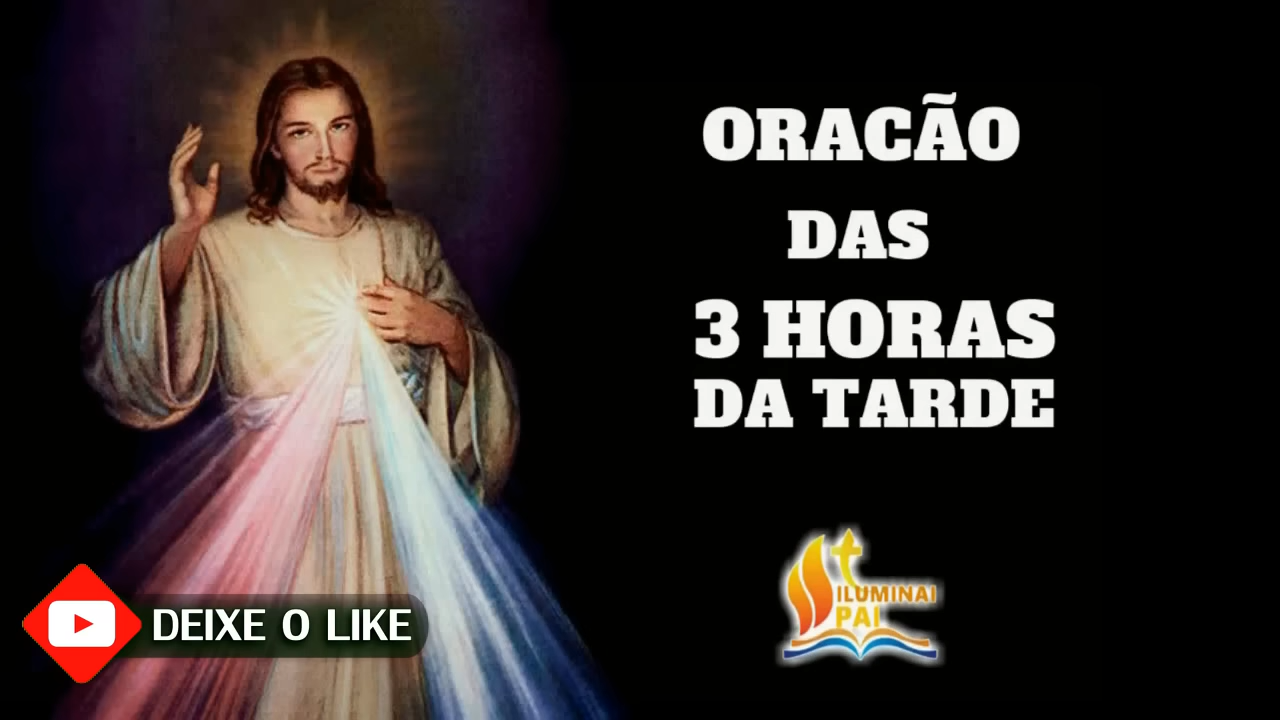 ORACÃO
DAS
3 HORAS
DA TARDE
ILUMINAI
PAI
DEIXE O LIKE